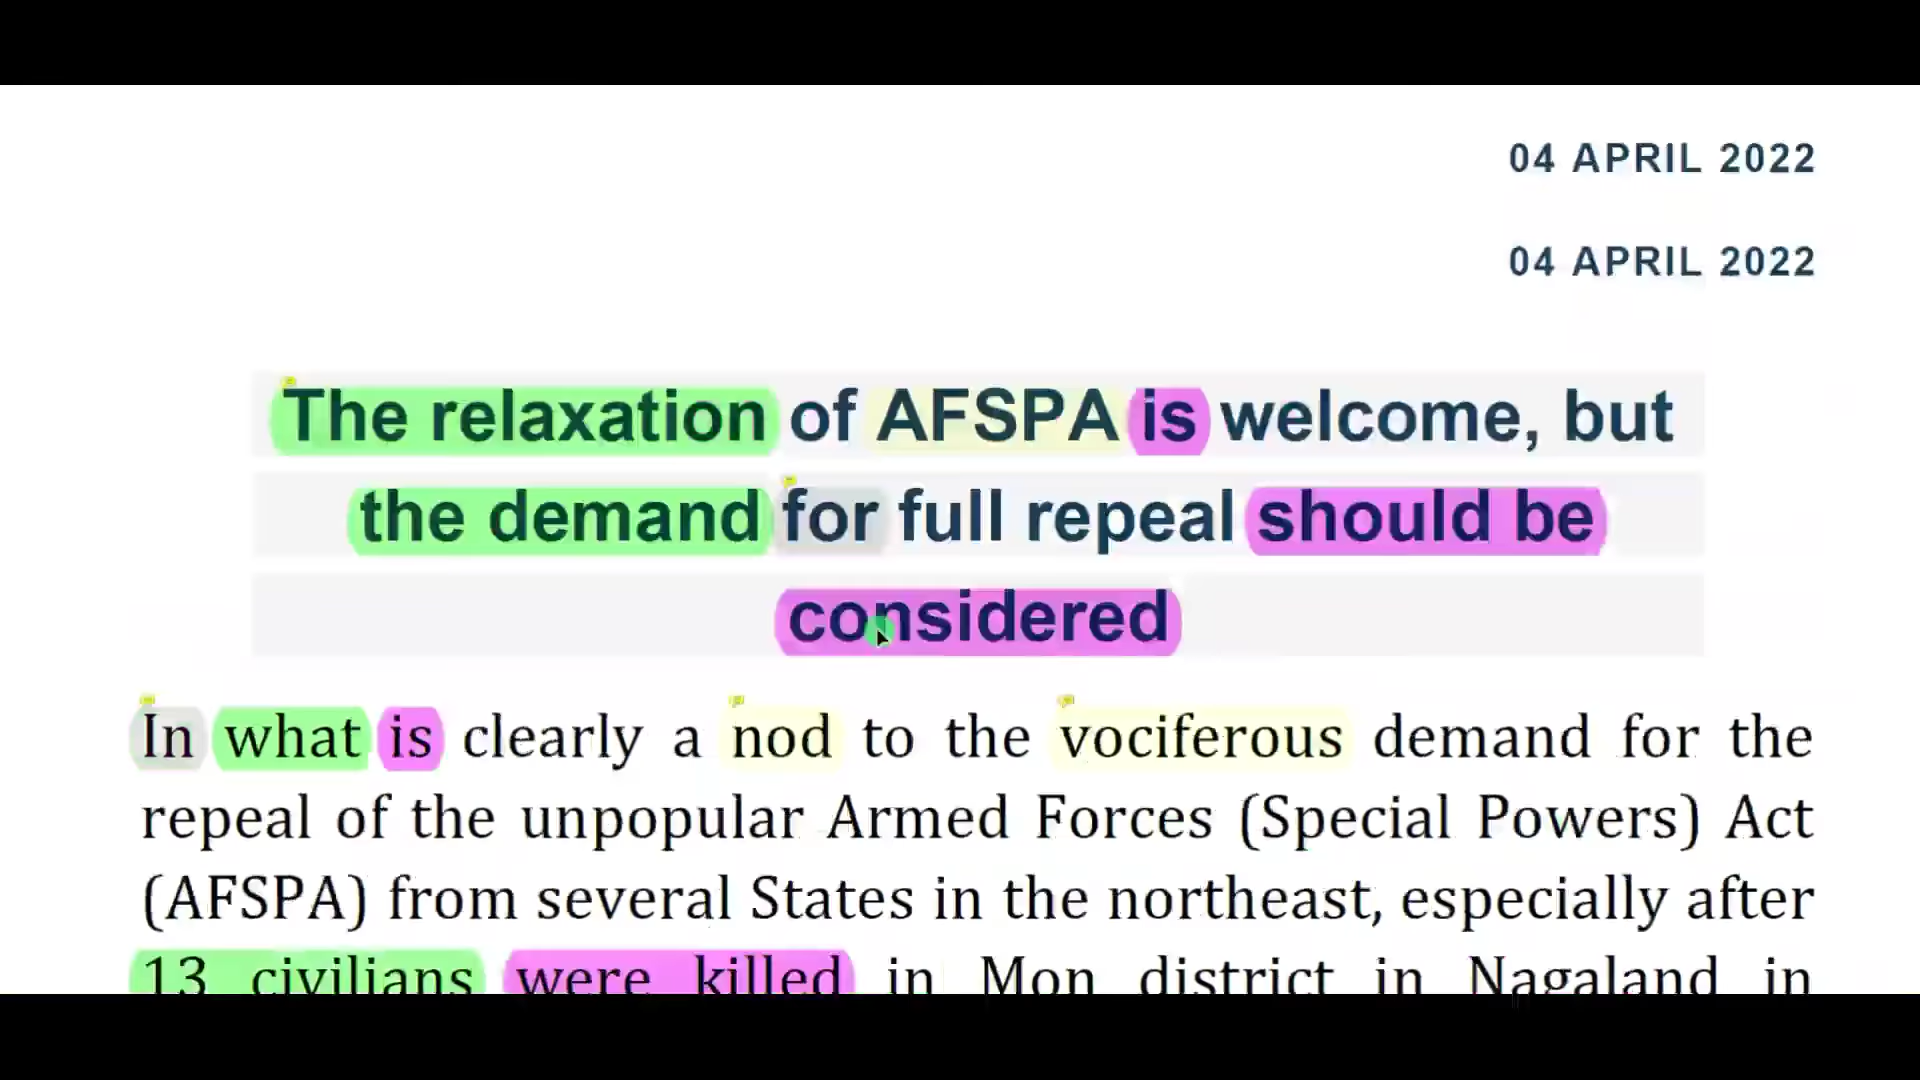 04 APRIL 2022
04 APRIL 2022
The relaxation of AFSPA is welcome, but
the demand for full repeal should be
considered
In what is clearly a nod to the vociferous demand for the
repeal of the unpopular Armed Forces (Special Powers) Act
(AFSPA) from several States in the northeast, especially after
13 civilians were killed in Mon district in Nagaland in